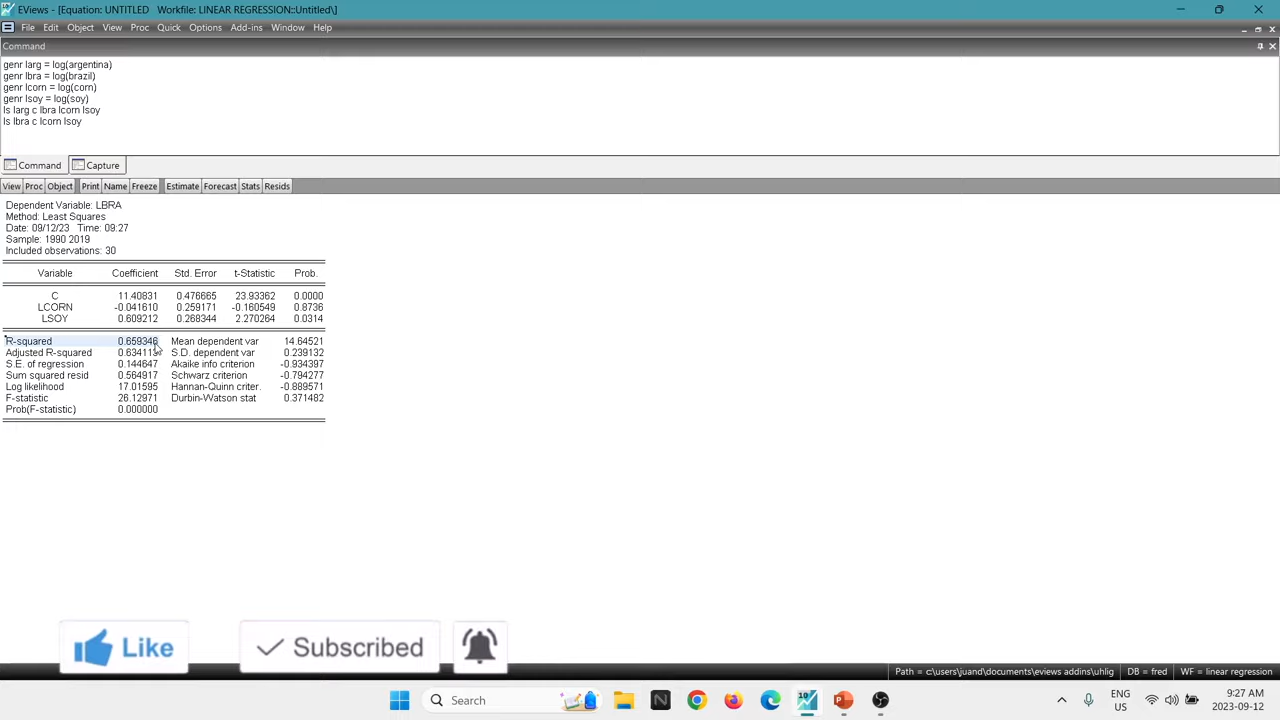 EViews - [Equation: UNTITLED   Workfile: LINEAR REGRESSION::Untitled\]
File Edit Object View Proc Quick Options Add-ins Window Help
Command
genr larg = log(argentina)
genr lbra = log(brazil)
genr lcorn = log(corn)
genr lsoy = log(soy)
ls larg c lbra lcorn lsoy
ls lbra c lcorn lsoy
Command Capture
View Proc Object Print Name Freeze Estimate Forecast Stats Resids
Dependent Variable: LBRA
Method: Least Squares
Date: 09/12/23   Time: 09:27
Sample: 1990 2019
Included observations: 30
Variable Coefficient Std. Error t-Statistic Prob.
C 11.40831 0.476665 23.93362 0.0000
LCORN -0.041610 0.259171 -0.160549 0.8736
LSOY 0.609212 0.268344 2.270264 0.0314
R-squared 0.659346 Mean dependent var 14.64521
Adjusted R-squared 0.634113 S.D. dependent var 0.239132
S.E. of regression 0.144647 Akaike info criterion -0.934397
Sum squared resid 0.564917 Schwarz criterion -0.794277
Log likelihood 17.01595 Hannan-Quinn criter. -0.889571
F-statistic 26.12971 Durbin-Watson stat 0.371482
Prob(F-statistic) 0.000000
Like Subscribed
Path = c:\users\juand\documents\eviews addins\uhlig DB = fred WF = linear regression
Search
ENG
US
9:27 AM
2023-09-12